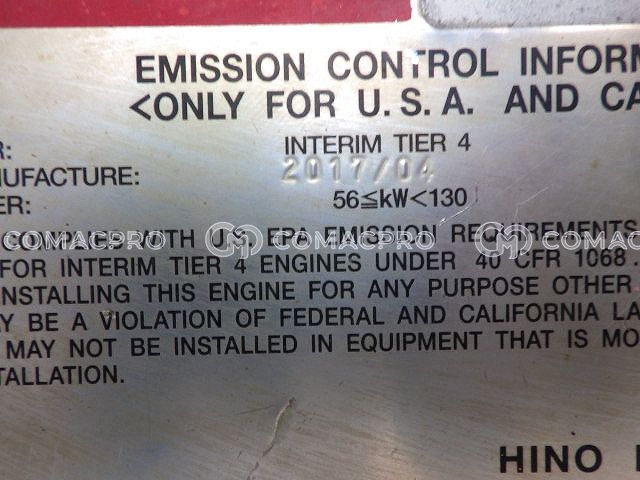 EMISSION CONTROL INFORM
<ONLY FOR U.S.A. AND CA
R: INTERIM TIER 4
NUFACTURE: 2017/04
ER: 56≦kW<130
COMPLIES WITH U.S. EPA EMISSION REQUIREMENTS
COMACPRO COMACPRO COMACPRO
FOR INTERIM TIER 4 ENGINES UNDER 40 CFR 1068.
INSTALLING THIS ENGINE FOR ANY PURPOSE OTHER
Y BE A VIOLATION OF FEDERAL AND CALIFORNIA LA
MAY NOT BE INSTALLED IN EQUIPMENT THAT IS MO
TALLATION.
HINO